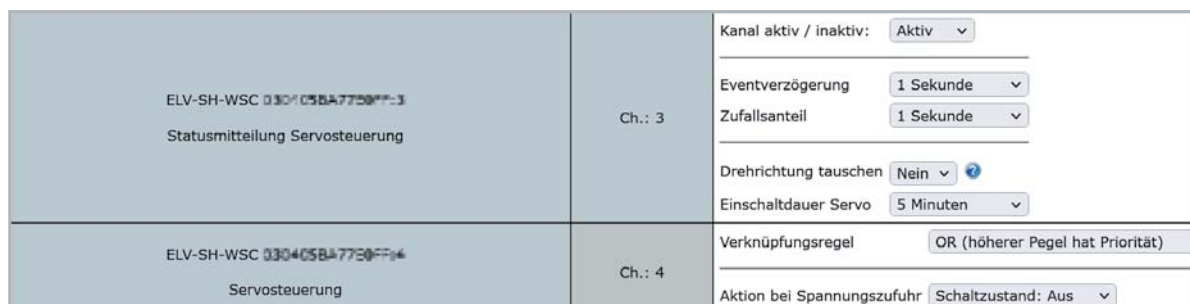 Kanal aktiv / inaktiv: Aktiv
Eventverzögerung 1 Sekunde
ELV-SH-WSC
Ch.: 3
Zufallsanteil 1 Sekunde
Statusmitteilung Servosteuerung
Drehrichtung tauschen Nein
Einschaltdauer Servo 5 Minuten
Verknüpfungsregel OR (höherer Pegel hat Priorität)
ELV-SH-WSC
Ch.: 4
Servosteuerung
Aktion bei Spannungszufuhr Schaltzustand: Aus